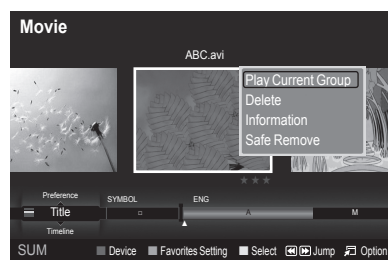 Movie
ABC.avi
Play Current Group
Delete
Information
Safe Remove
Preference
SYMBOL
ENG
Title
A
M
Timeline
SUM
Device
Favorites Setting
Select
Jump
Option